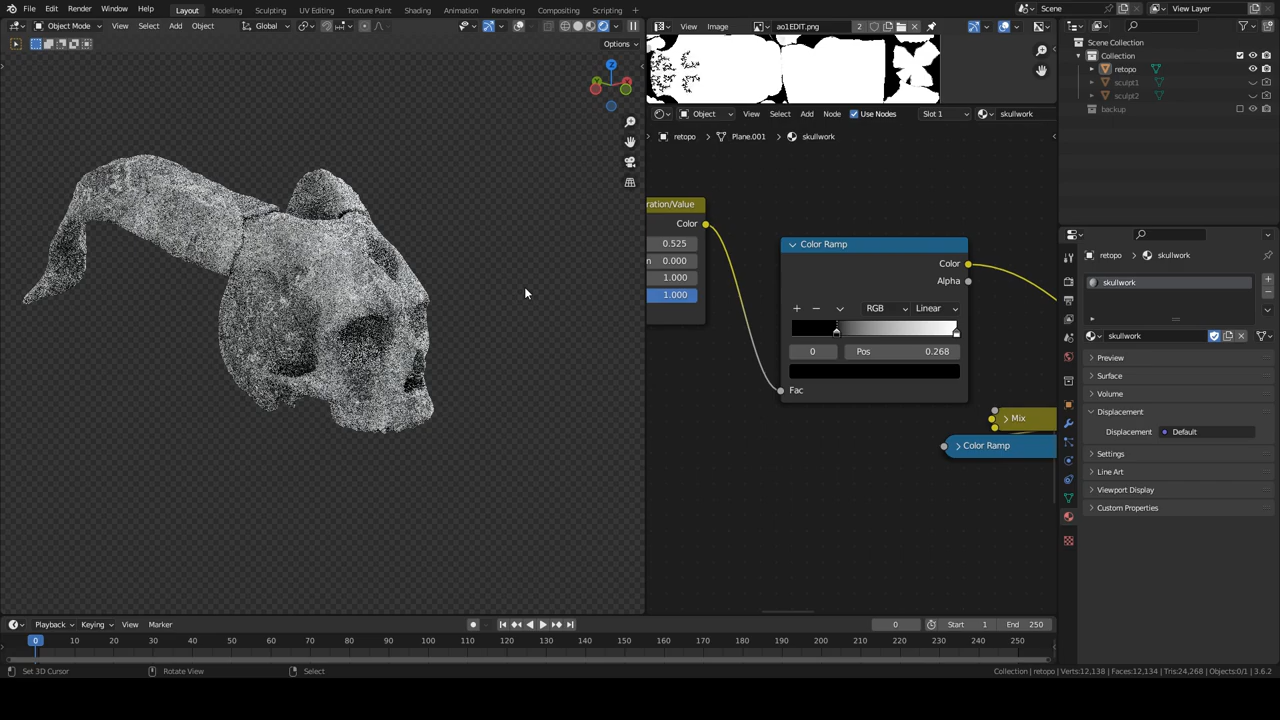 File Edit Render Window Help Layout Modeling Sculpting UV Editing Texture Paint Shading Animation Rendering Compositing Scripting Scene View Layer
Object Mode View Select Add Object Global
Options
View Image ao1EDIT.png 2
Object View Select Add Node Use Nodes Slot 1 skullwork
retopo Plane.001 skullwork
ration/Value
Color
0.525
n 0.000
1.000
1.000
Color Ramp
Color
Alpha
RGB Linear
0 Pos 0.268
Fac
Mix
Color Ramp
Scene Collection
Collection
retopo
sculpt1
sculpt2
backup
retopo skullwork
skullwork
skullwork
Preview
Surface
Volume
Displacement
Displacement Default
Settings
Line Art
Viewport Display
Custom Properties
Playback Keying View Marker 0 Start 1 End 250
0 10 20 30 40 50 60 70 80 90 100 110 120 130 140 150 160 170 180 190 200 210 220 230 240 250
Set 3D Cursor Rotate View Select Collection | retopo | Verts:12,138 | Faces:12,134 | Tris:24,268 | Objects:0/1 | 3.6.2